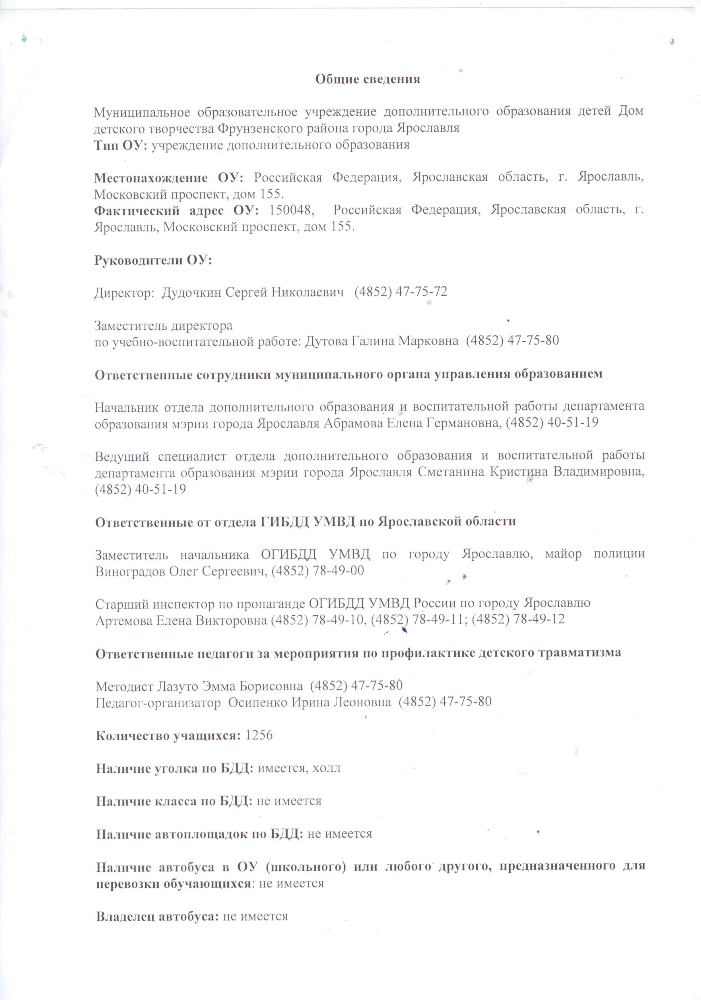 Общие сведения
Муниципальное образовательное учреждение дополнительного образования детей Дом
детского творчества Фрунзенского района города Ярославля
Тип ОУ: учреждение дополнительного образования
Местонахождение ОУ: Российская Федерация, Ярославская область, г. Ярославль,
Московский проспект, дом 155.
Фактический адрес ОУ: 150048, Российская Федерация, Ярославская область, г.
Ярославль, Московский проспект, дом 155.
Руководители ОУ:
Директор: Дудочкин Сергей Николаевич (4852) 47-75-72
Заместитель директора
по учебно-воспитательной работе: Дутова Галина Марковна (4852) 47-75-80
Ответственные сотрудники муниципального органа управления образованием
Начальник отдела дополнительного образования и воспитательной работы департамента
образования мэрии города Ярославля Абрамова Елена Германовна, (4852) 40-51-19
Ведущий специалист отдела дополнительного образования и воспитательной работы
департамента образования мэрии города Ярославля Сметанина Кристина Владимировна,
(4852) 40-51-19
Ответственные от отдела ГИБДД УМВД по Ярославской области
Заместитель начальника ОГИБДД УМВД по городу Ярославлю, майор полиции
Виноградов Олег Сергеевич, (4852) 78-49-00
Старший инспектор по пропаганде ОГИБДД УМВД России по городу Ярославлю
Артемова Елена Викторовна (4852) 78-49-10, (4852) 78-49-11; (4852) 78-49-12
Ответственные педагоги за мероприятия по профилактике детского травматизма
Методист Лазуто Эмма Борисовна (4852) 47-75-80
Педагог-организатор Осипенко Ирина Леоновна (4852) 47-75-80
Количество учащихся: 1256
Наличие уголка по БДД: имеется, холл
Наличие класса по БДД: не имеется
Наличие автоплощадок по БДД: не имеется
Наличие автобуса в ОУ (школьного) или любого другого, предназначенного для
перевозки обучающихся: не имеется
Владелец автобуса: не имеется